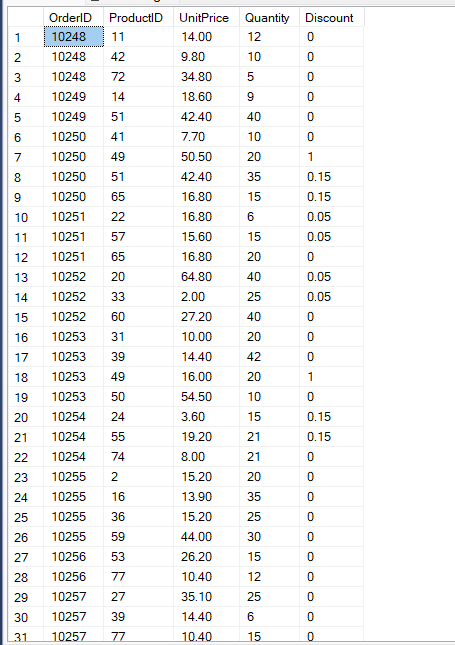 OrderID ProductID UnitPrice Quantity Discount
1 10248 11 14.00 12 0
2 10248 42 9.80 10 0
3 10248 72 34.80 5 0
4 10249 14 18.60 9 0
5 10249 51 42.40 40 0
6 10250 41 7.70 10 0
7 10250 49 50.50 20 1
8 10250 51 42.40 35 0.15
9 10250 65 16.80 15 0.15
10 10251 22 16.80 6 0.05
11 10251 57 15.60 15 0.05
12 10251 65 16.80 20 0
13 10252 20 64.80 40 0.05
14 10252 33 2.00 25 0.05
15 10252 60 27.20 40 0
16 10253 31 10.00 20 0
17 10253 39 14.40 42 0
18 10253 49 16.00 20 1
19 10253 50 54.50 10 0
20 10254 24 3.60 15 0.15
21 10254 55 19.20 21 0.15
22 10254 74 8.00 21 0
23 10255 2 15.20 20 0
24 10255 16 13.90 35 0
25 10255 36 15.20 25 0
26 10255 59 44.00 30 0
27 10256 53 26.20 15 0
28 10256 77 10.40 12 0
29 10257 27 35.10 25 0
30 10257 39 14.40 6 0
31 10257 77 10.40 15 0